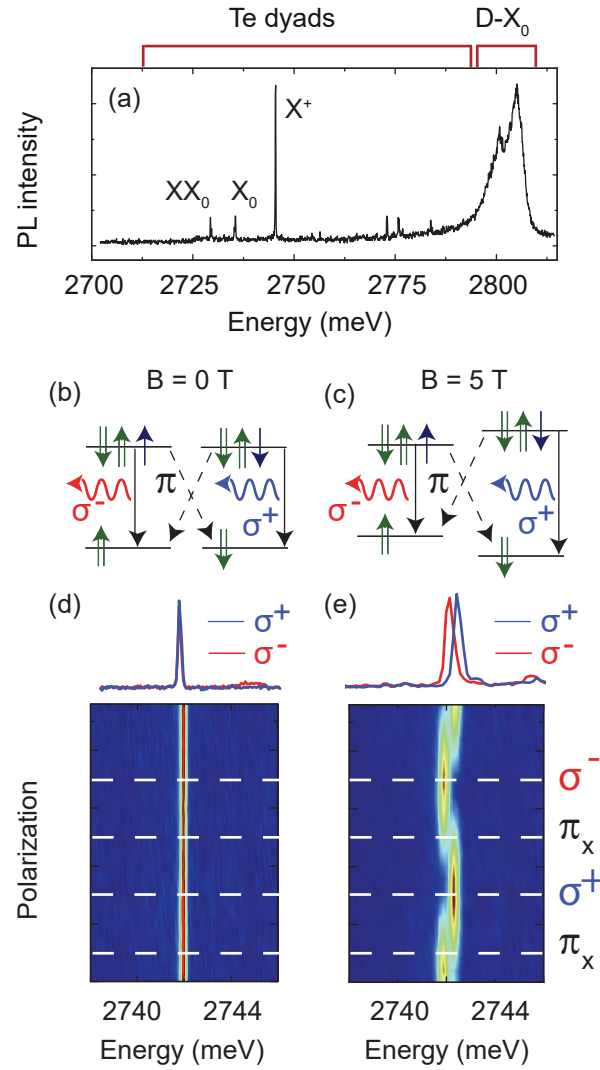 Te dyads D-X₀
(a)
X⁺
XX₀ X₀
PL intensity
2700 2725 2750 2775 2800
Energy (meV)
(b) B = 0 T
(c) B = 5 T
σ⁻ π σ⁺
σ⁻ π σ⁺
(d) σ⁺
σ⁻
(e) σ⁺
σ⁻
Polarization
σ⁻
πₓ
σ⁺
πₓ
2740 2744
2740 2744
Energy (meV)
Energy (meV)